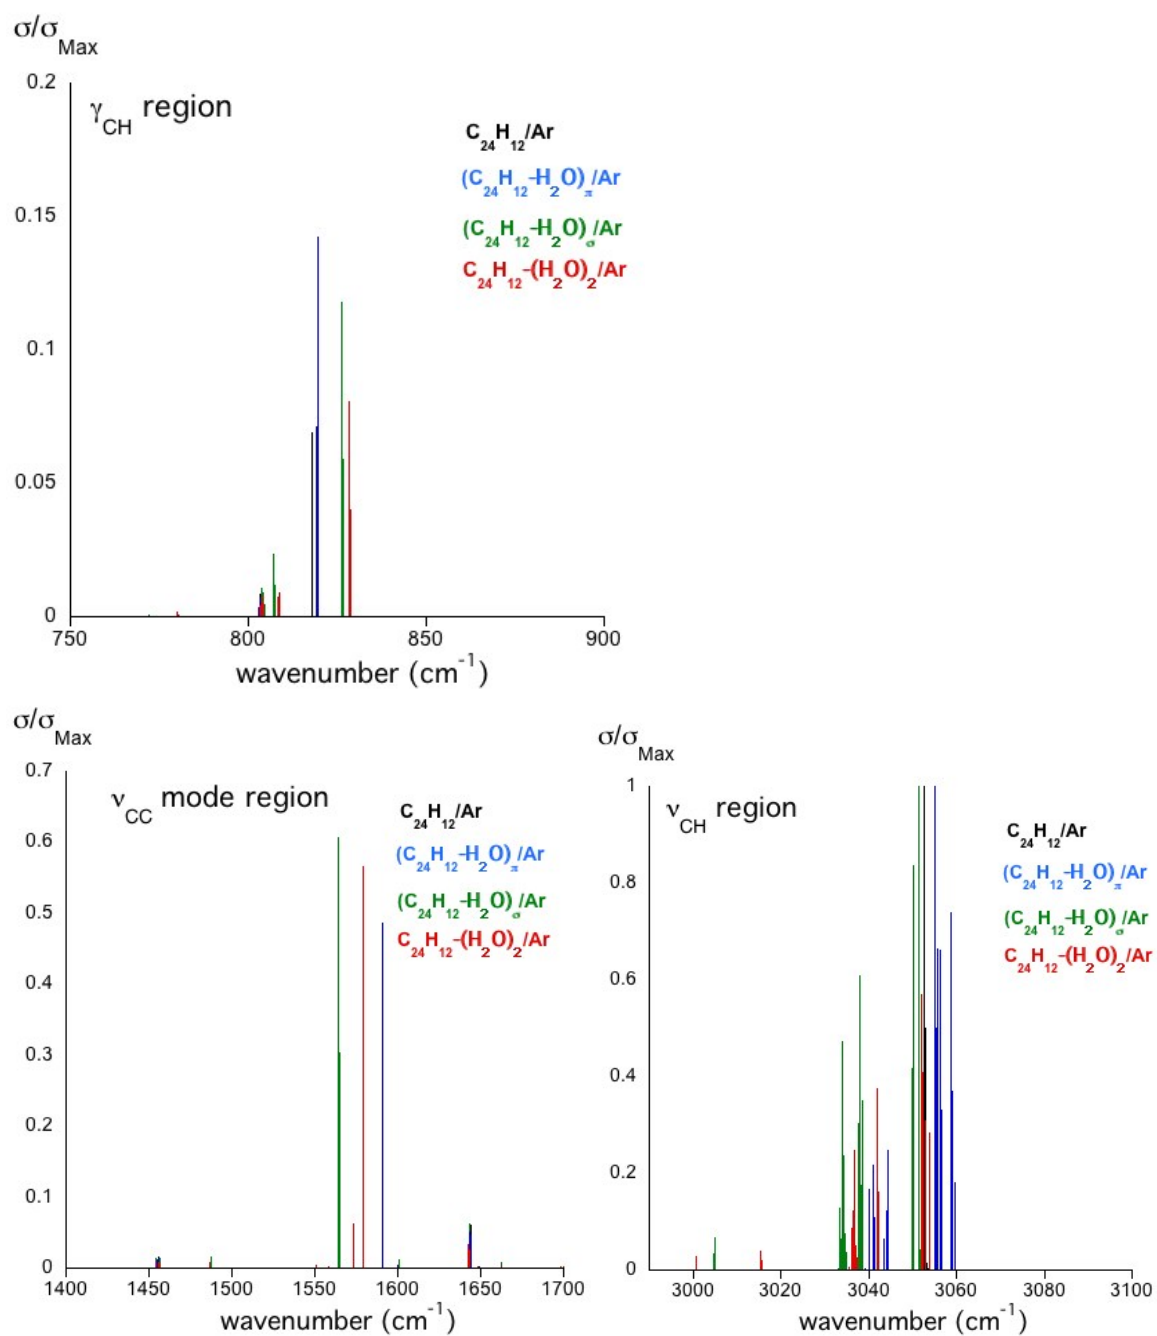 σ/σ Max
0.2
γCH region
C24H12/Ar
(C24H12-H2O)π/Ar
0.15
(C24H12-H2O)σ/Ar
C24H12-(H2O)2/Ar
0.1
0.05
0
750 800 850 900
wavenumber (cm-1)
σ/σ Max
0.7
νCC mode region
C24H12/Ar
0.6
(C24H12-H2O)π/Ar
0.5
(C24H12-H2O)σ/Ar
C24H12-(H2O)2/Ar
0.4
0.3
0.2
0.1
0
1400 1450 1500 1550 1600 1650 1700
wavenumber (cm-1)
σ/σ Max
1
νCH region
C24H12/Ar
0.8
(C24H12-H2O)π/Ar
(C24H12-H2O)σ/Ar
C24H12-(H2O)2/Ar
0.6
0.4
0.2
0
3000 3020 3040 3060 3080 3100
wavenumber (cm-1)